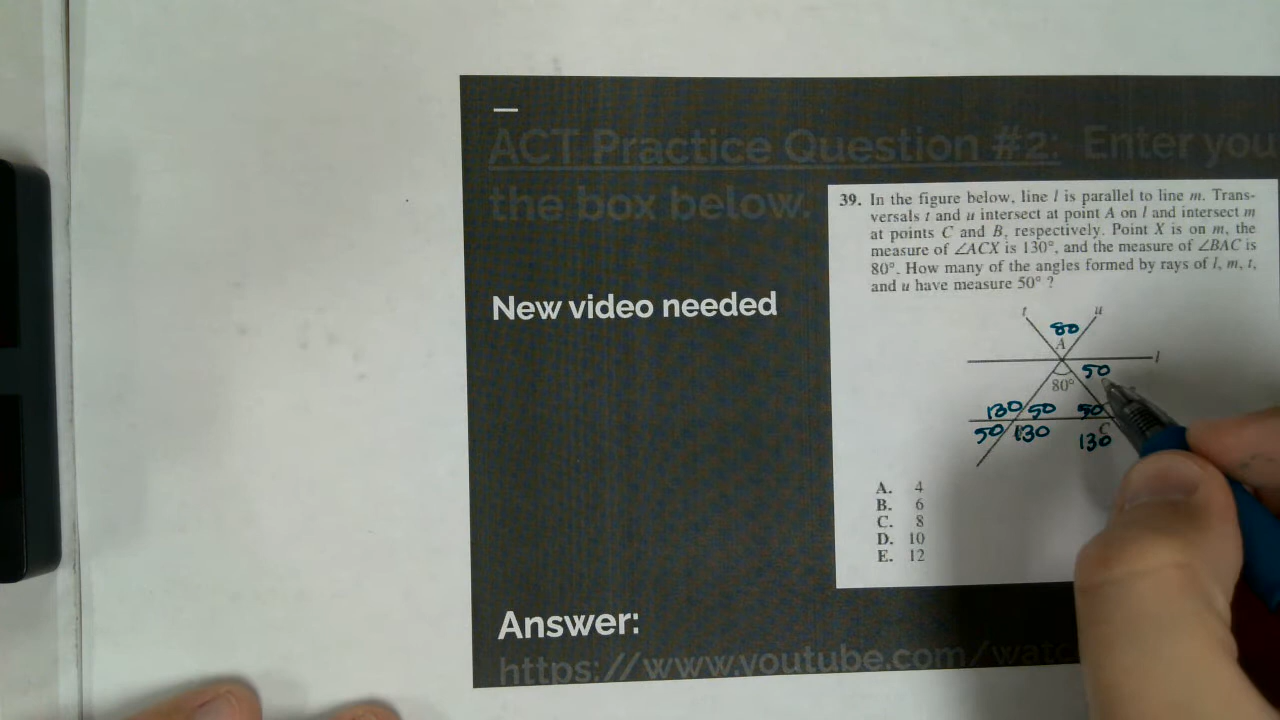 ACT Practice Question #2: Enter you
the box below.
39. In the figure below, line l is parallel to line m. Trans-
versals t and u intersect at point A on l and intersect m
at points C and B, respectively. Point X is on m, the
measure of ∠ACX is 130°, and the measure of ∠BAC is
80°. How many of the angles formed by rays of l, m, t,
and u have measure 50° ?
New video needed
t u
80
A
l
50
80°
130 50 50
50 130 C
130
A. 4
B. 6
C. 8
D. 10
E. 12
Answer:
https://www.youtube.com/watc